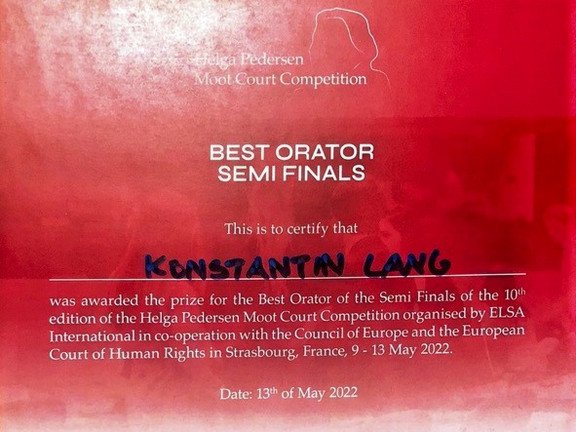 Helga Pedersen
Moot Court Competition
BEST ORATOR
SEMI FINALS
This is to certify that
KONSTANTIN LANG
was awarded the prize for the Best Orator of the Semi Finals of the 10th
edition of the Helga Pedersen Moot Court Competition organised by ELSA
International in co-operation with the Council of Europe and the European
Court of Human Rights in Strasbourg, France, 9 - 13 May 2022.
Date: 13th of May 2022